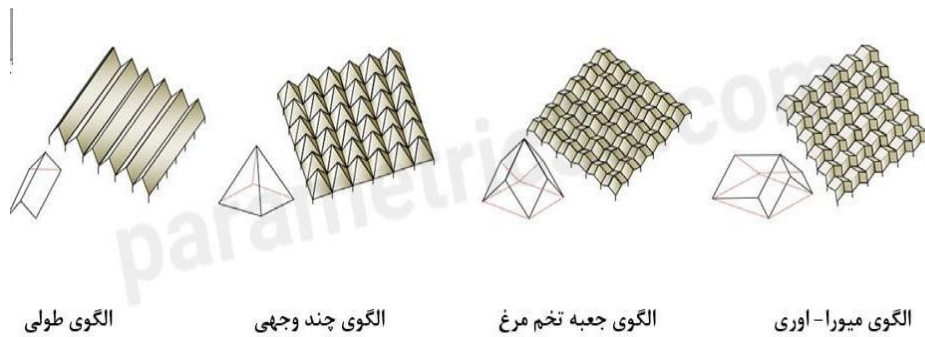 الگوی میورا-اوری
الگوی جعبه تخم مرغ
الگوی چند وجهی
الگوی طولی